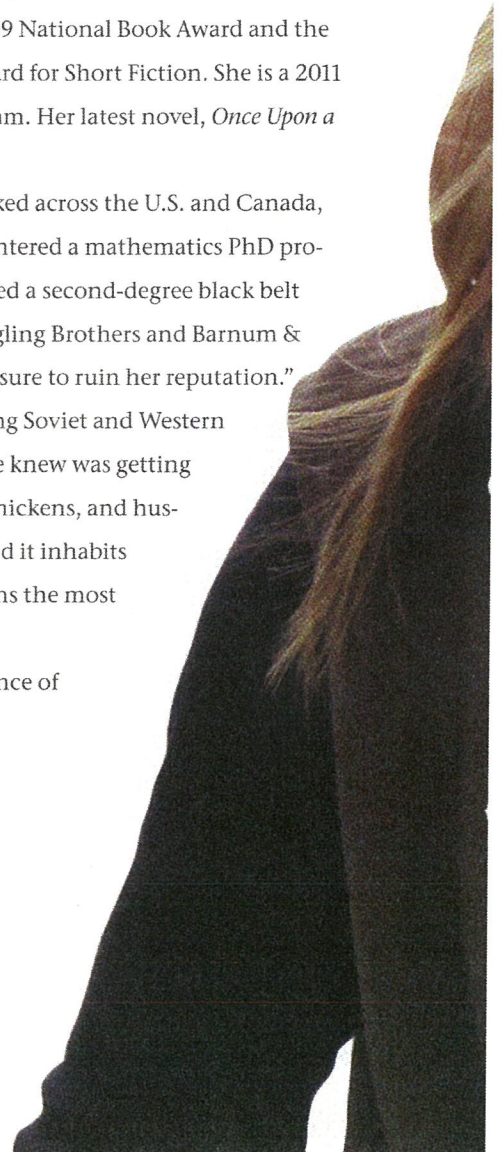 9 National Book Award and the
rd for Short Fiction. She is a 2011
am. Her latest novel, Once Upon a
ked across the U.S. and Canada,
ntered a mathematics PhD pro-
ed a second-degree black belt
gling Brothers and Barnum &
sure to ruin her reputation.”
ng Soviet and Western
e knew was getting
hickens, and hus-
d it inhabits
ns the most
nce of